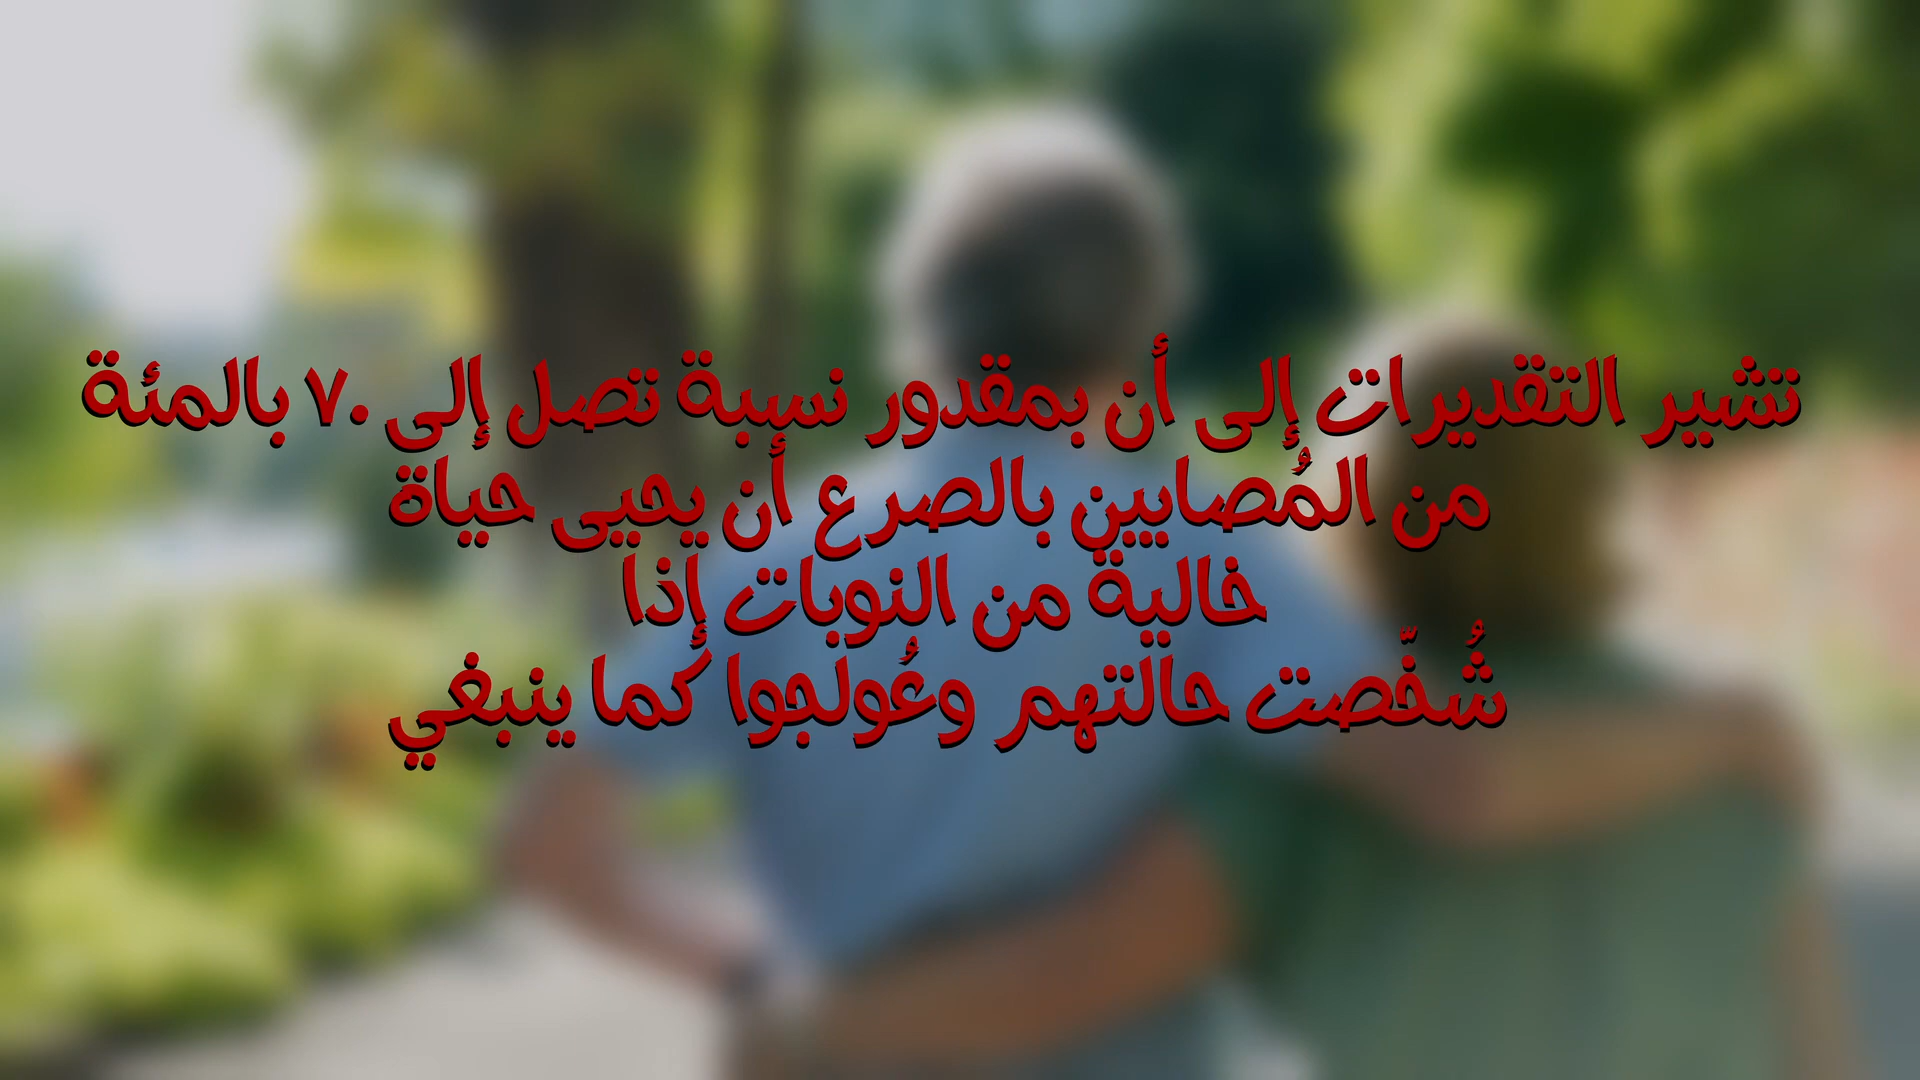 تشير التقديرات إلى أن بمقدور نسبة تصل إلى ٧٠ بالمئة
من المُصابين بالصرع أن يحيى حياة
خالية من النوبات إذا
شُخّصت حالتهم وعُولجوا كما ينبغي